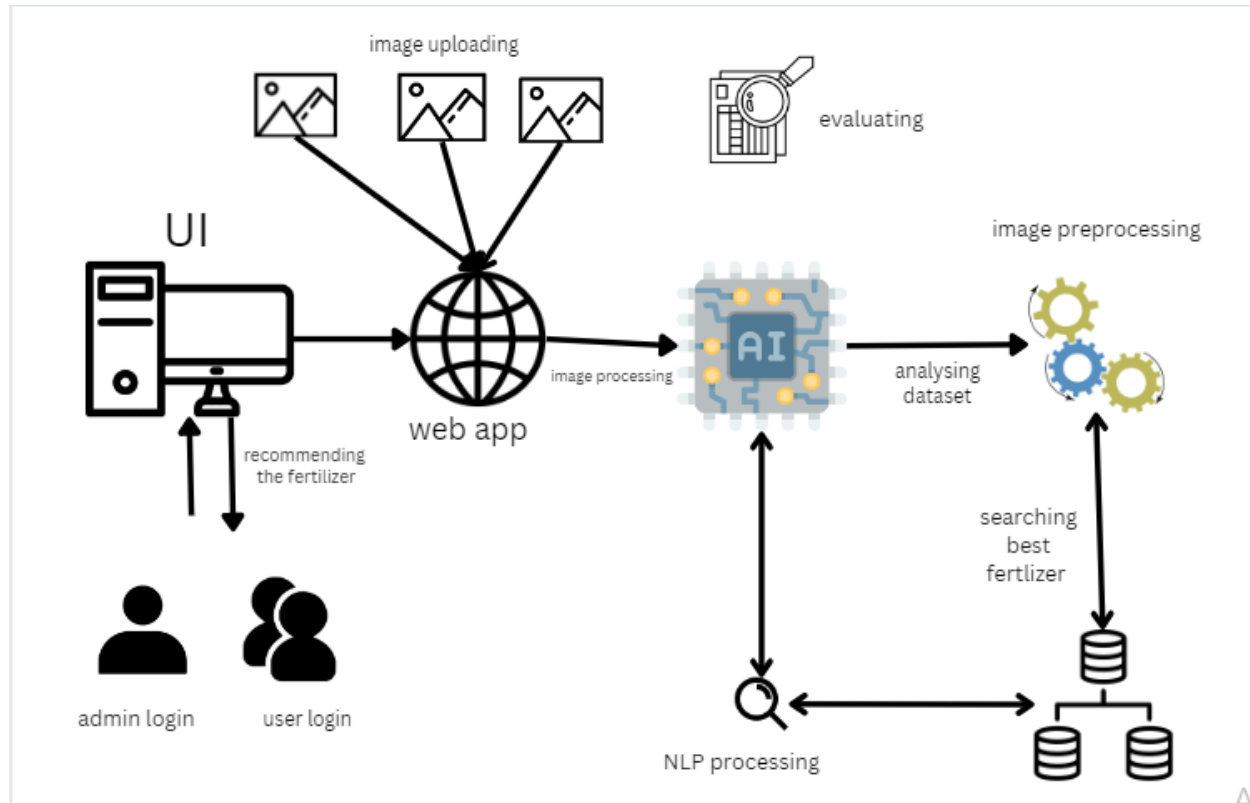 image uploading
evaluating
UI
image preprocessing
AI
image processing
analysing
dataset
web app
recommending
the fertilizer
searching
best
fertlizer
admin login
user login
NLP processing